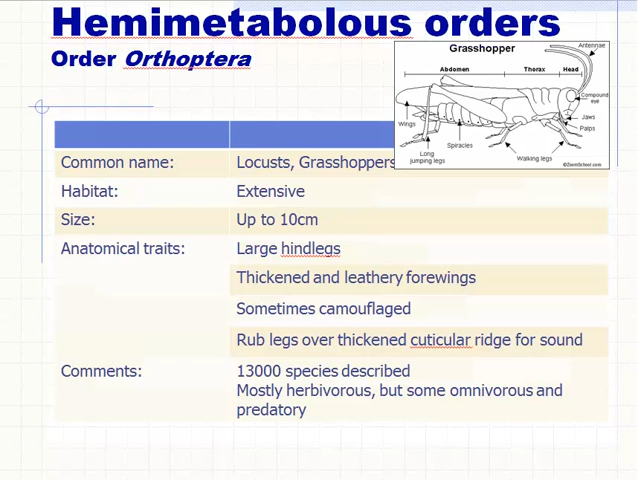 Hemimetabolous orders
Order Orthoptera
Grasshopper
Antennae
Abdomen
Thorax
Head
Compound
eye
Jaws
Palps
Wings
Spiracles
Long
jumping legs
Walking legs
©ZoomSchool.com
Common name:
Locusts, Grasshoppers
Habitat:
Extensive
Size:
Up to 10cm
Anatomical traits:
Large hindlegs
Thickened and leathery forewings
Sometimes camouflaged
Rub legs over thickened cuticular ridge for sound
Comments:
13000 species described
Mostly herbivorous, but some omnivorous and
predatory